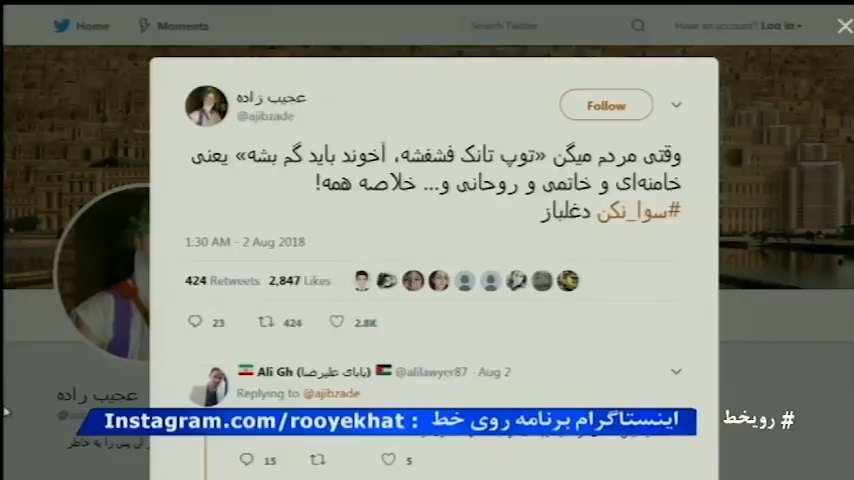 Home Moments Search Twitter Have an account? Log in
عجیب زاده
@ajibzade
Follow
وقتی مردم میگن «توپ تانک فشفشه، آخوند باید گم بشه» یعنی
خامنه‌ای و خاتمی و روحانی و... خلاصه همه!
#سوا_نکن دغلباز
1:30 AM - 2 Aug 2018
424 Retweets 2,847 Likes
23 424 2.8K
Ali Gh (بابای علیرضا) @alilawyer87 · Aug 2
Replying to @ajibzade
عجیب زاده
اینستاگرام برنامه روی خط : Instagram.com/rooyekhat
# رویخط
15 5